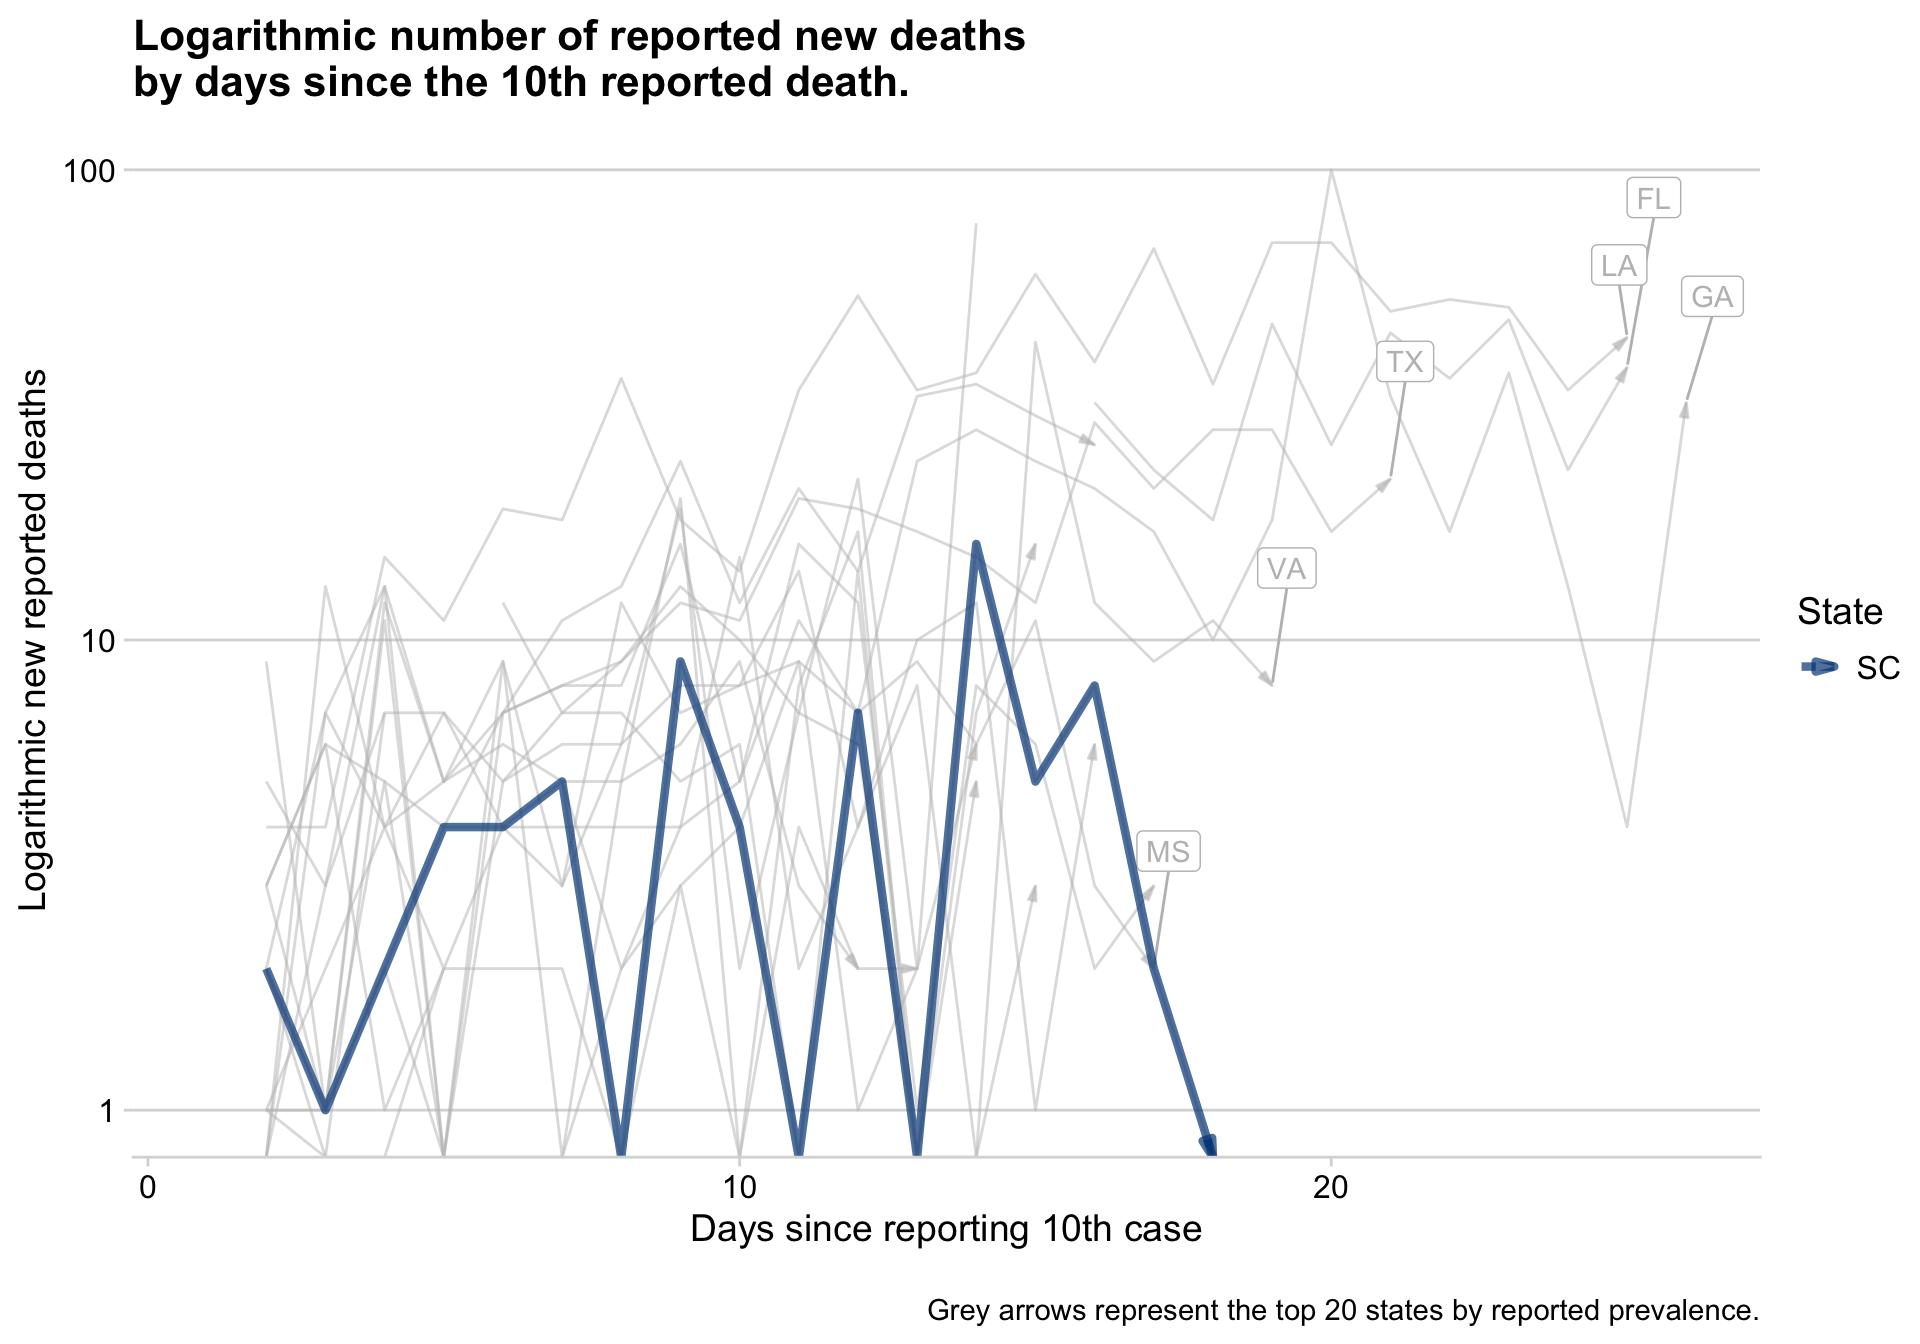 Logarithmic number of reported new deaths
by days since the 10th reported death.
100
FL
LA
GA
TX
VA
10
MS
1
0
10
20
Logarithmic new reported deaths
Days since reporting 10th case
State
SC
Grey arrows represent the top 20 states by reported prevalence.